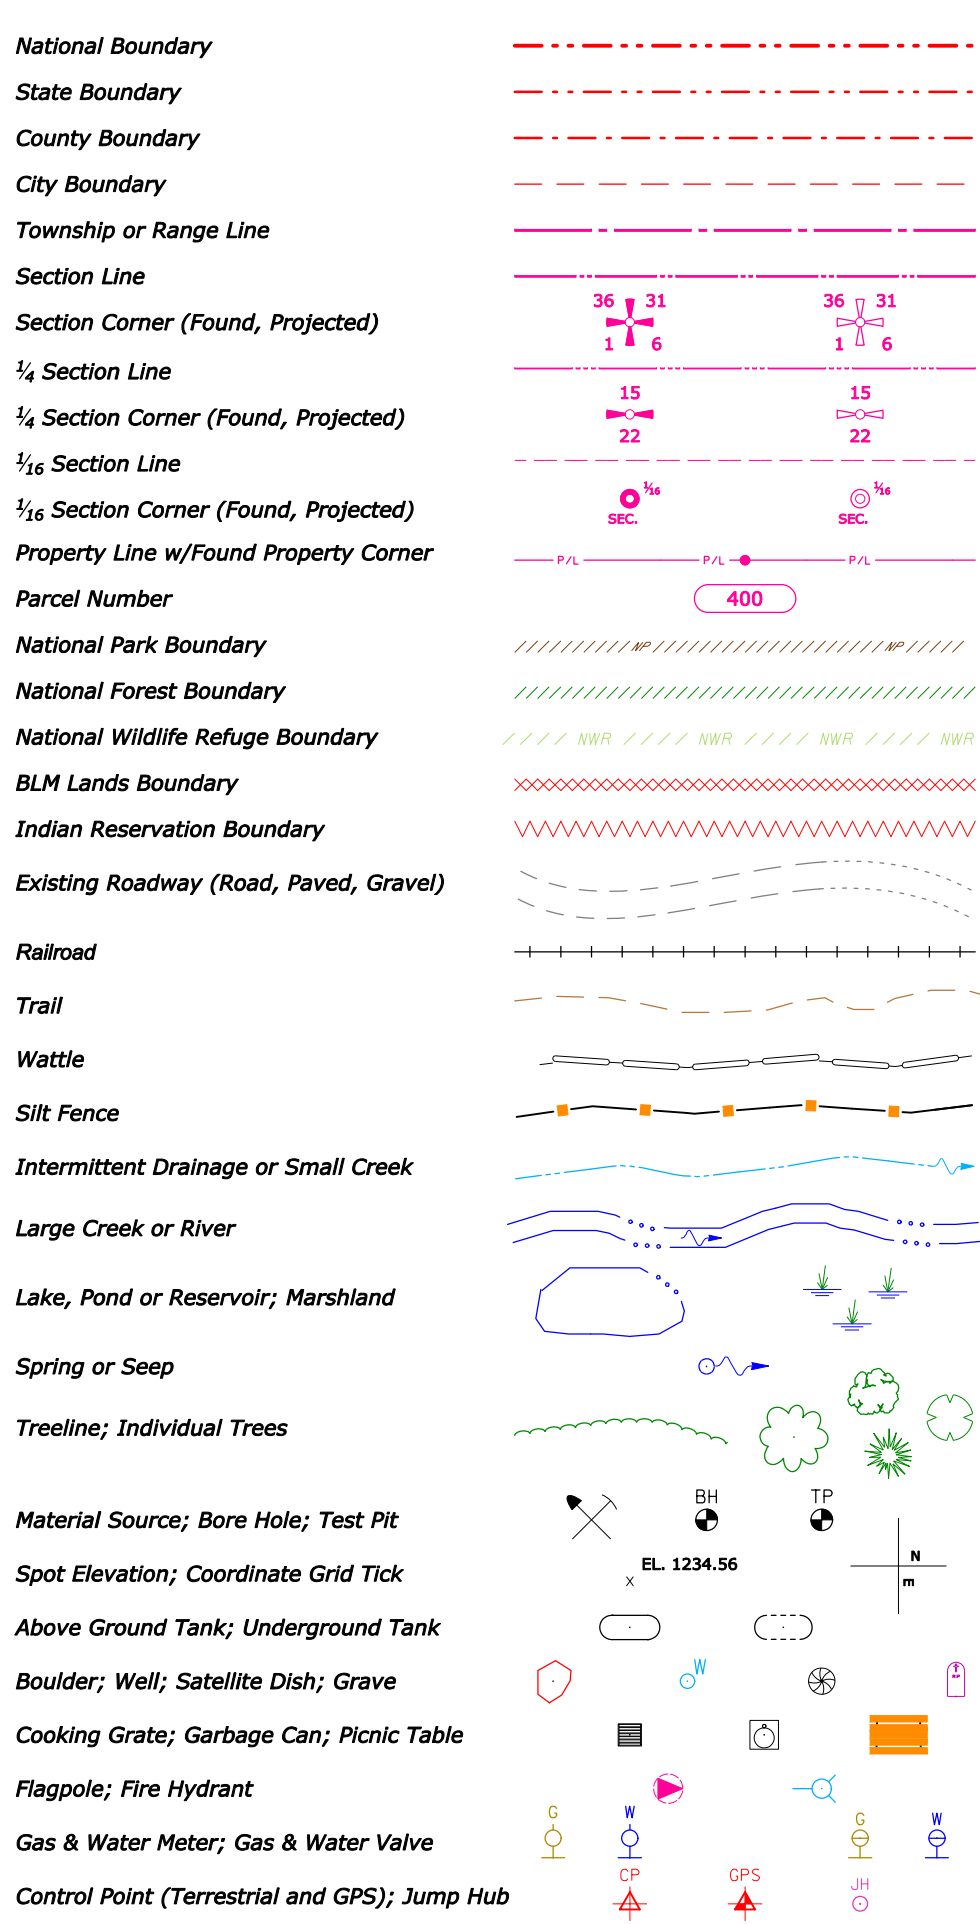 National Boundary
State Boundary
County Boundary
City Boundary
Township or Range Line
Section Line
36 31 36 31
Section Corner (Found, Projected)
1 6 1 6
¼ Section Line
15 15
¼ Section Corner (Found, Projected)
22 22
1/16 Section Line
1/16 1/16
1/16 Section Corner (Found, Projected)
SEC. SEC.
Property Line w/Found Property Corner P/L P/L P/L
Parcel Number 400
National Park Boundary NP NP
National Forest Boundary
National Wildlife Refuge Boundary NWR NWR NWR NWR
BLM Lands Boundary
Indian Reservation Boundary
Existing Roadway (Road, Paved, Gravel)
Railroad
Trail
Wattle
Silt Fence
Intermittent Drainage or Small Creek
Large Creek or River
Lake, Pond or Reservoir; Marshland
Spring or Seep
Treeline; Individual Trees
BH TP
Material Source; Bore Hole; Test Pit
EL. 1234.56 N
Spot Elevation; Coordinate Grid Tick X E
Above Ground Tank; Underground Tank
W
Boulder; Well; Satellite Dish; Grave RIP
Cooking Grate; Garbage Can; Picnic Table
Flagpole; Fire Hydrant
G W G W
Gas & Water Meter; Gas & Water Valve
CP GPS JH
Control Point (Terrestrial and GPS); Jump Hub